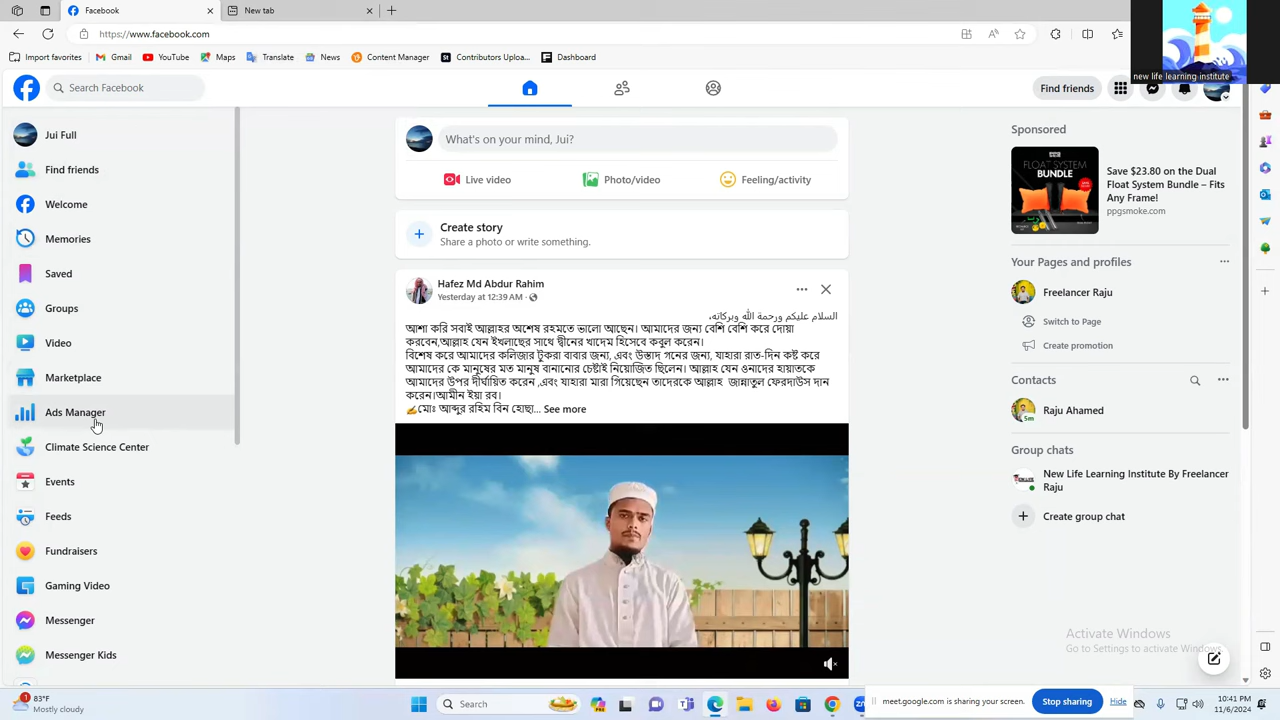 Facebook
New tab
https://www.facebook.com
Import favorites
Gmail
YouTube
Maps
Translate
News
Content Manager
Contributors Uploa...
Dashboard
new life learning institute
Search Facebook
Find friends
Jui Full
Find friends
Welcome
Memories
Saved
Groups
Video
Marketplace
Ads Manager
Climate Science Center
Events
Feeds
Fundraisers
Gaming Video
Messenger
Messenger Kids
What's on your mind, Jui?
Live video
Photo/video
Feeling/activity
Create story
Share a photo or write something.
Hafez Md Abdur Rahim
Yesterday at 12:39 AM ·
السلام عليكم ورحمة الله وبركاته،
আশা করি সবাই আল্লাহর অশেষ রহমতে ভালো আছেন। আমাদের জন্য বেশি বেশি করে দোয়া
করবেন,আল্লাহ যেন ইখলাছের সাথে দ্বীনের খাদেম হিসেবে কবুল করেন।
বিশেষ করে আমাদের কলিজার টুকরা বাবার জন্য, এবং উস্তাদ গনের জন্য, যাহারা রাত-দিন কষ্ট করে
আমাদের কে মানুষের মত মানুষ বানানোর চেষ্টাই নিয়োজিত ছিলেন। আল্লাহ যেন ওনাদের হায়াতকে
আমাদের উপর দীর্ঘায়িত করেন ,এবং যাহারা মারা গিয়েছেন তাদেরকে আল্লাহ জান্নাতুল ফেরদাউস দান
করেন।আমীন ইয়া রব।
✍️মোঃ আব্দুর রহিম বিন হোছা... See more
Sponsored
FLOAT SYSTEM
BUNDLE
Save $23.80 on the Dual
Float System Bundle – Fits
Any Frame!
ppgsmoke.com
Your Pages and profiles
Freelancer Raju
Switch to Page
Create promotion
Contacts
Raju Ahamed
5m
Group chats
New Life Learning Institute By Freelancer
Raju
Create group chat
Activate Windows
Go to Settings to activate Windows.
83°F
Mostly cloudy
Search
meet.google.com is sharing your screen.
Stop sharing
Hide
10:41 PM
11/6/2024